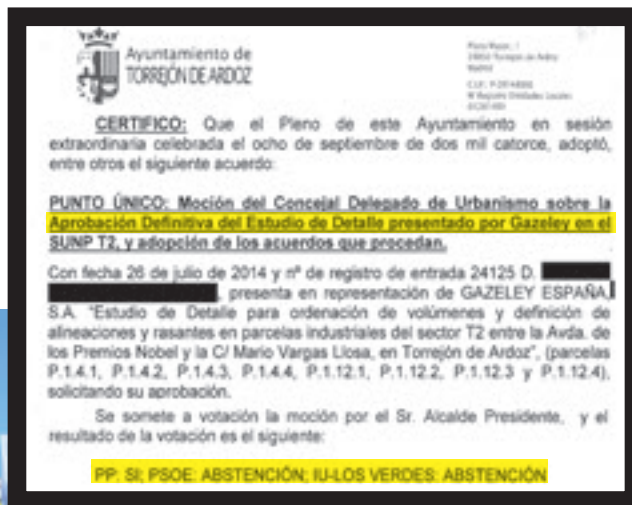 Ayuntamiento de
TORREJÓN DE ARDOZ
Plaza Mayor, 1
28850 Torrejón de Ardoz
Madrid
CERTIFICO: Que el Pleno de este Ayuntamiento en sesión
extraordinaria celebrada el ocho de septiembre de dos mil catorce, adoptó,
entre otros el siguiente acuerdo:
PUNTO ÚNICO: Moción del Concejal Delegado de Urbanismo sobre la
Aprobación Definitiva del Estudio de Detalle presentado por Gazeley en el
SUNP T2, y adopción de los acuerdos que procedan.
Con fecha 26 de julio de 2014 y nº de registro de entrada 24125 D.
, presenta en representación de GAZELEY ESPAÑA,
S.A. "Estudio de Detalle para ordenación de volúmenes y definición de
alineaciones y rasantes en parcelas industriales del sector T2 entre la Avda. de
los Premios Nobel y la C/ Mario Vargas Llosa, en Torrejón de Ardoz", (parcelas
P.1.4.1, P.1.4.2, P.1.4.3, P.1.4.4, P.1.12.1, P.1.12.2, P.1.12.3 y P.1.12.4),
solicitando su aprobación.
Se somete a votación la moción por el Sr. Alcalde Presidente, y el
resultado de la votación es el siguiente:
PP: SI; PSOE: ABSTENCIÓN; IU-LOS VERDES: ABSTENCIÓN